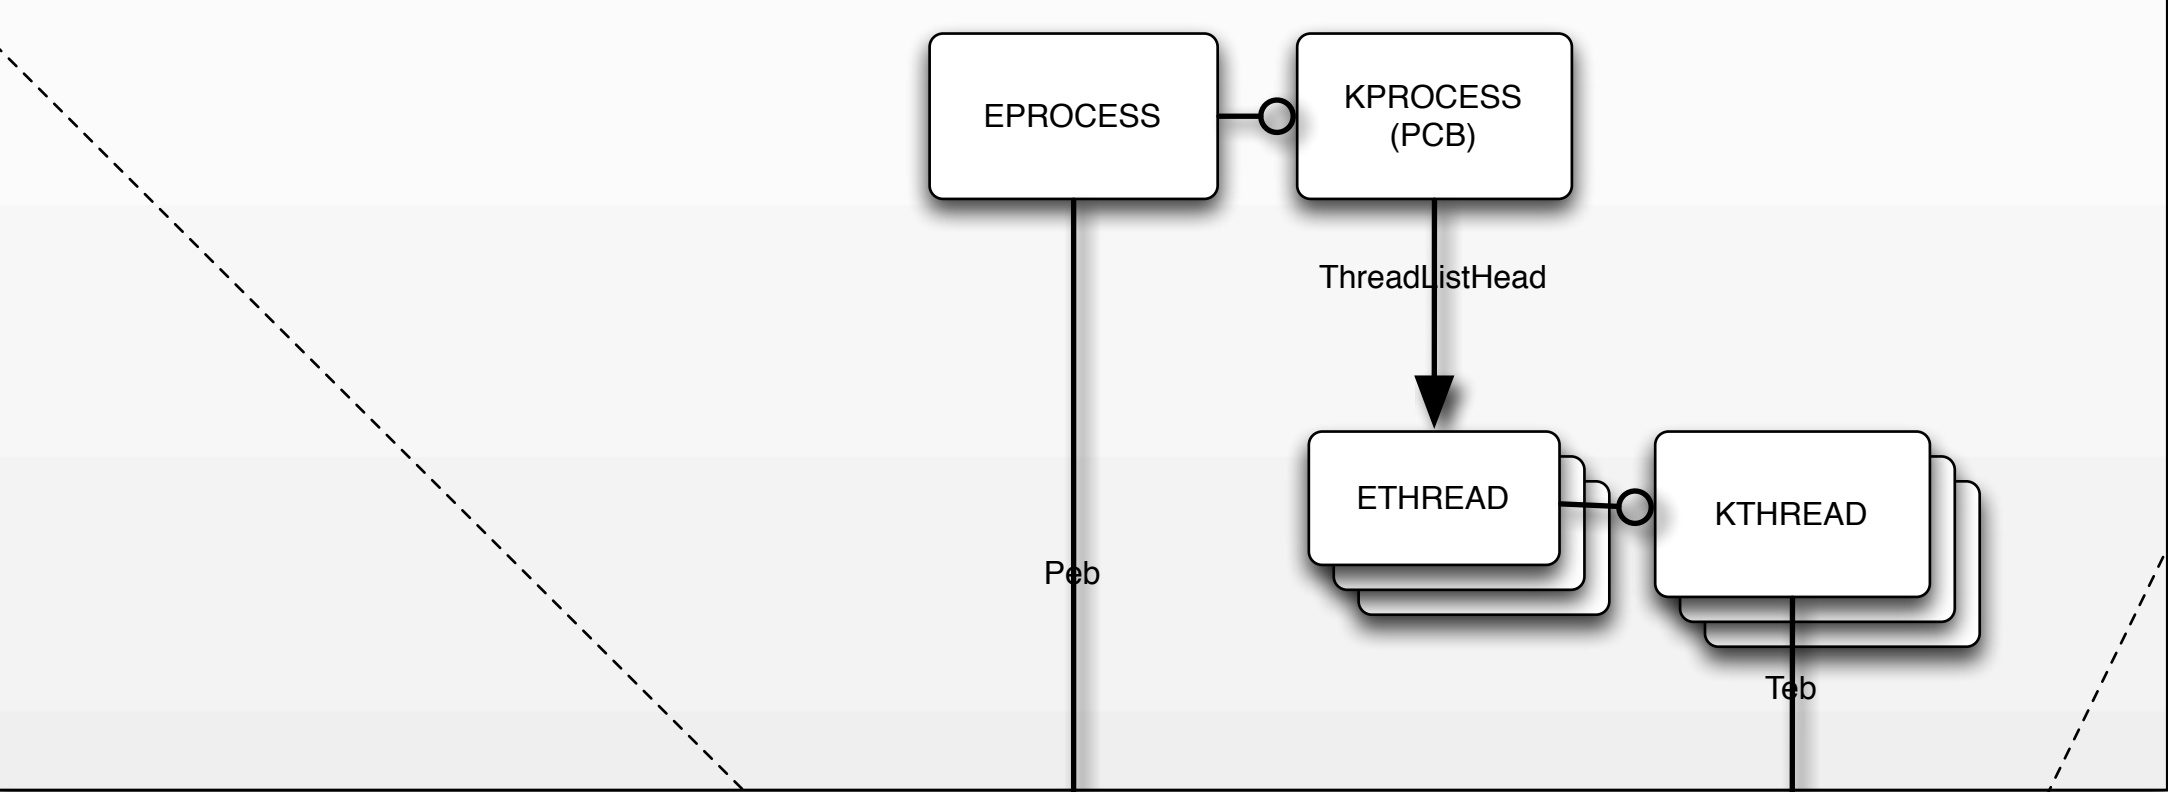 EPROCESS
KPROCESS
(PCB)
ThreadListHead
ETHREAD
KTHREAD
Peb
Teb